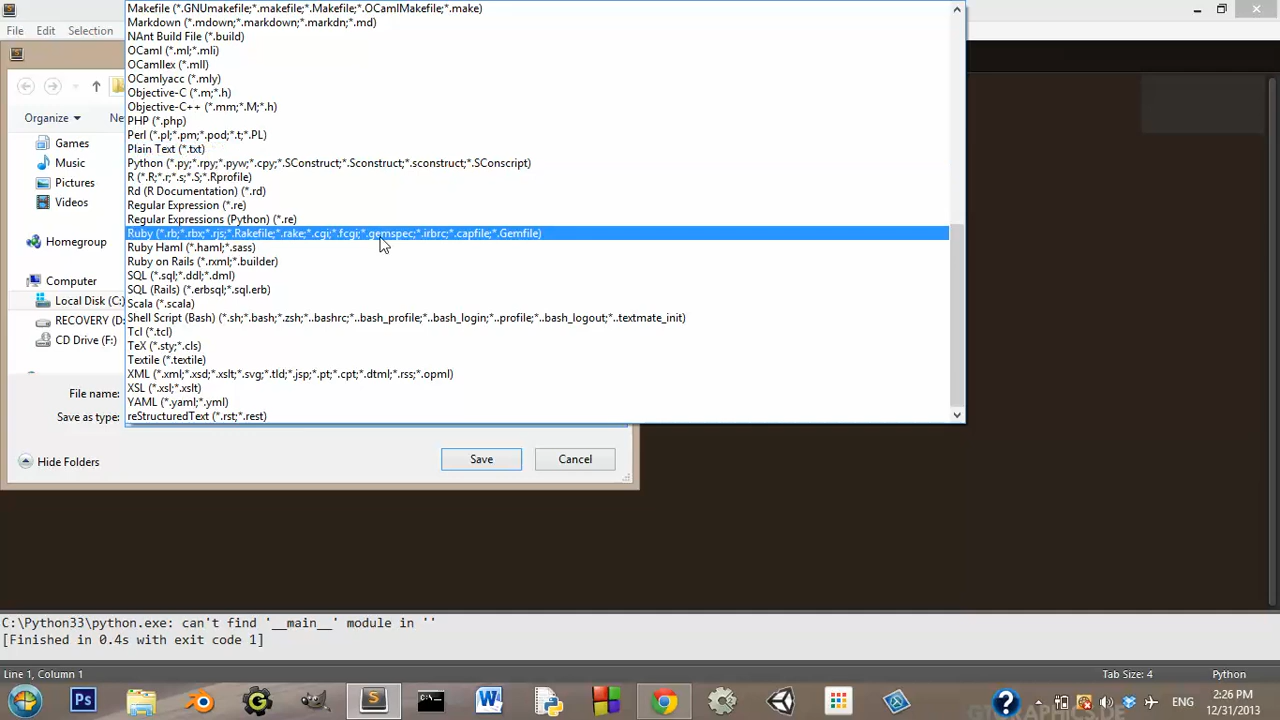 Makefile (*.GNUmakefile;*.makefile;*.Makefile;*.OCamlMakefile;*.make)
Markdown (*.mdown;*.markdown;*.markdn;*.md)
File Edit Selection
NAnt Build File (*.build)
OCaml (*.ml;*.mli)
OCamllex (*.mll)
OCamlyacc (*.mly)
Objective-C (*.m;*.h)
Objective-C++ (*.mm;*.M;*.h)
PHP (*.php)
Organize
Perl (*.pl;*.pm;*.pod;*.t;*.PL)
Games
Plain Text (*.txt)
Music
Python (*.py;*.rpy;*.pyw;*.cpy;*.SConstruct;*.Sconstruct;*.sconstruct;*.SConscript)
R (*.R;*.r;*.s;*.S;*.Rprofile)
Pictures
Rd (R Documentation) (*.rd)
Videos
Regular Expression (*.re)
Regular Expressions (Python) (*.re)
Ruby (*.rb;*.rbx;*.rjs;*.Rakefile;*.rake;*.cgi;*.fcgi;*.gemspec;*.irbrc;*.capfile;*.Gemfile)
Homegroup
Ruby Haml (*.haml;*.sass)
Ruby on Rails (*.rxml;*.builder)
Computer
SQL (*.sql;*.ddl;*.dml)
SQL (Rails) (*.erbsql;*.sql.erb)
Local Disk (C:)
Scala (*.scala)
RECOVERY (D:
Shell Script (Bash) (*.sh;*.bash;*.zsh;*..bashrc;*..bash_profile;*..bash_login;*..profile;*..bash_logout;*..textmate_init)
Tcl (*.tcl)
CD Drive (F:)
TeX (*.sty;*.cls)
Textile (*.textile)
XML (*.xml;*.xsd;*.xslt;*.svg;*.tld;*.jsp;*.pt;*.cpt;*.dtml;*.rss;*.opml)
XSL (*.xsl;*.xslt)
File name:
YAML (*.yaml;*.yml)
Save as type:
reStructuredText (*.rst;*.rest)
Hide Folders Save Cancel
C:\Python33\python.exe: can't find '__main__' module in ''
[Finished in 0.4s with exit code 1]
Line 1, Column 1 Tab Size: 4 Python
ENG 2:26 PM
12/31/2013